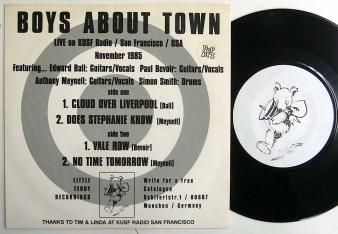 BOYS ABOUT TOWN
LIVE on KUSF Radio / San Francisco / USA
November 1985
Featuring... Edward Ball: Guitars/Vocals Paul Bevoir: Guitars/Vocals
Anthony Meynell: Guitars/Vocals Simon Smith: Drums
side one
1. CLOUD OVER LIVERPOOL [Ball]
2. DOES STEPHANIE KNOW [Meynell]
side two
1. VALE ROW [Bevoir]
2. NO TIME TOMORROW [Meynell]
LITTLE
TEDDY
RECORDINGS
Write for a free
Catalogue
80687
Munchen / Germany
THANKS TO TIM & LINDA AT KUSF RADIO SAN FRANCISCO